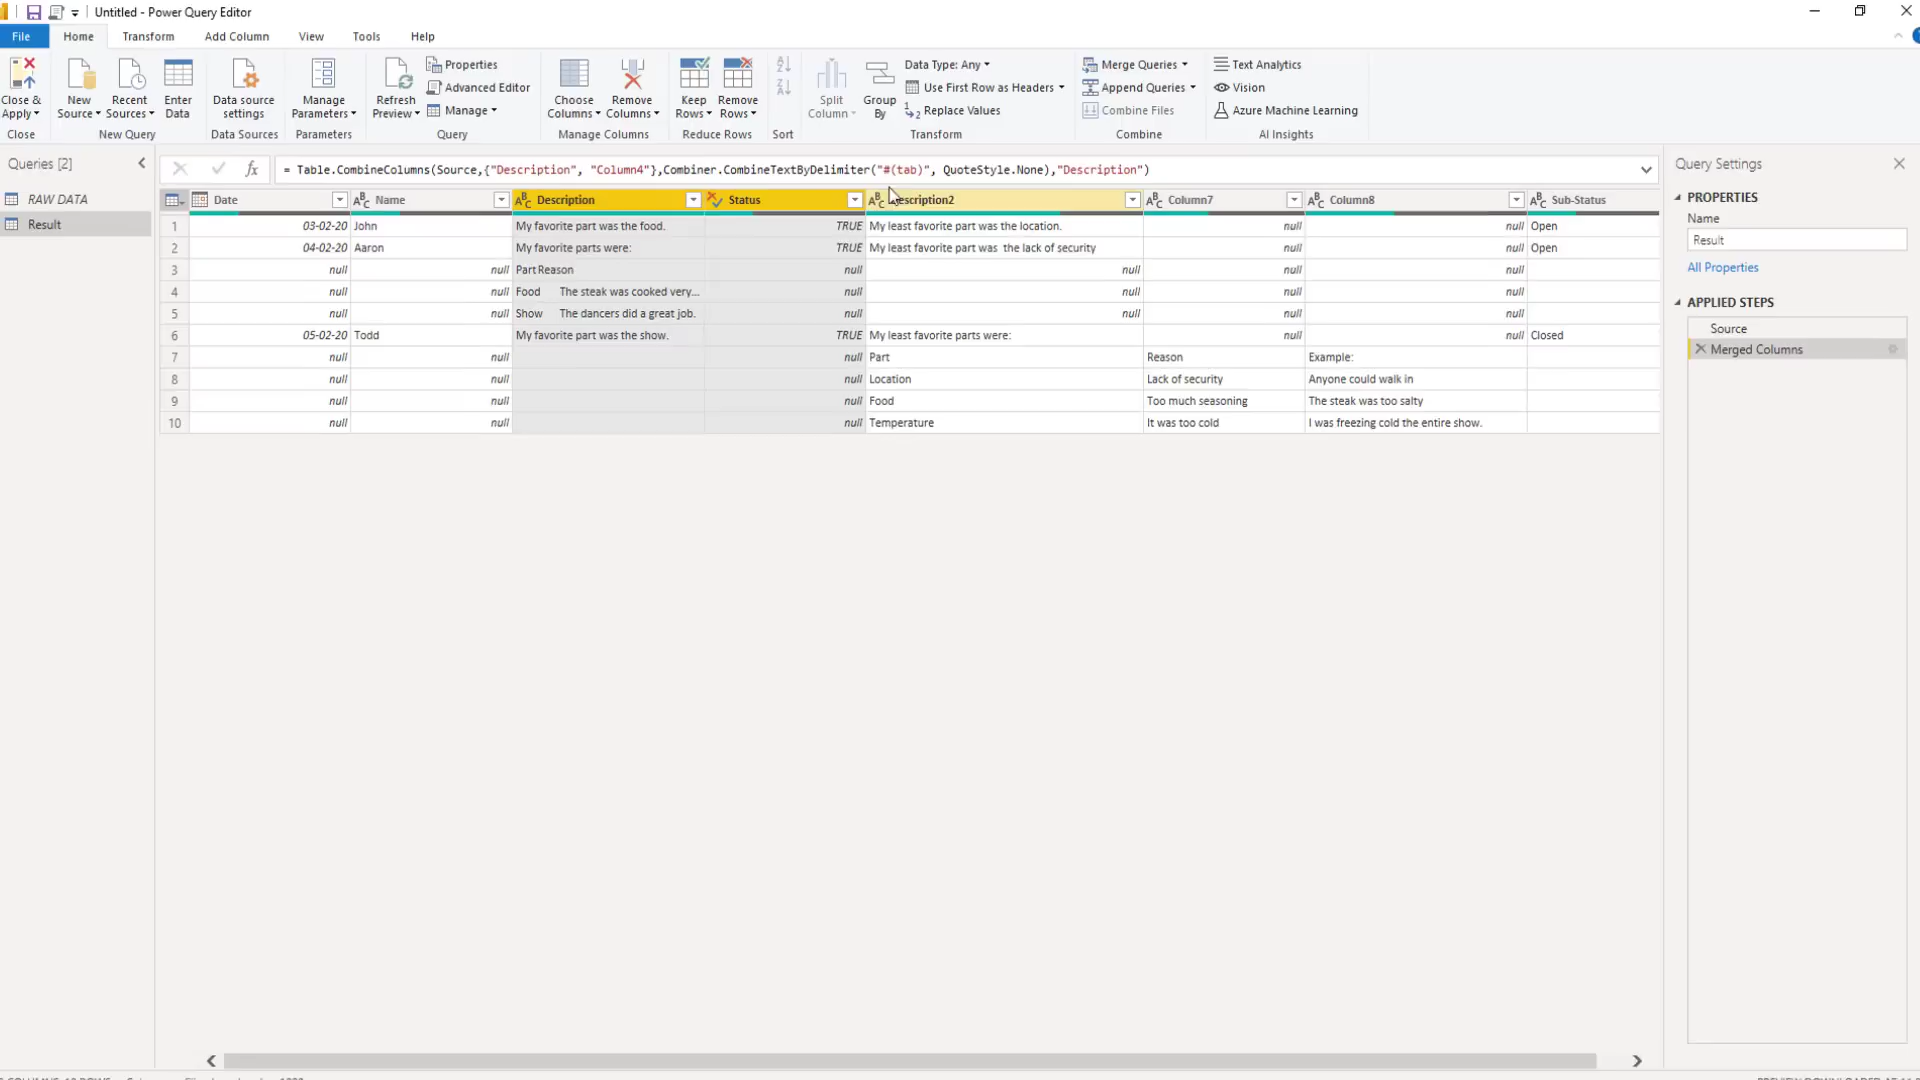 Untitled - Power Query Editor
File Home Transform Add Column View Tools Help
Close & Apply
New Source
Recent Sources
Enter Data
Data source settings
Manage Parameters
Refresh Preview
Properties
Advanced Editor
Manage
Choose Columns
Remove Columns
Keep Rows
Remove Rows
Split Column
Group By
Data Type: Any
Use First Row as Headers
Replace Values
Merge Queries
Append Queries
Combine Files
Text Analytics
Vision
Azure Machine Learning
Close New Query Data Sources Parameters Query Manage Columns Reduce Rows Sort Transform Combine AI Insights
Queries [2]
RAW DATA
Result
= Table.CombineColumns(Source,{"Description", "Column4"},Combiner.CombineTextByDelimiter("#(tab)", QuoteStyle.None),"Description")
Date Name Description Status Column7 Column8 Sub-Status
1 03-02-20 John My favorite part was the food. TRUE My least favorite part was the location. null null Open
2 04-02-20 Aaron My favorite parts were: TRUE My least favorite part was the lack of security null null Open
3 null null Part Reason null null null null
4 null null Food The steak was cooked very... null null null null
5 null null Show The dancers did a great job. null null null null
6 05-02-20 Todd My favorite part was the show. TRUE My least favorite parts were: null null Closed
7 null null null Part Reason Example:
8 null null null Location Lack of security Anyone could walk in
9 null null null Food Too much seasoning The steak was too salty
10 null null null Temperature It was too cold I was freezing cold the entire show.
Query Settings
PROPERTIES
Name
Result
All Properties
APPLIED STEPS
Source
Merged Columns